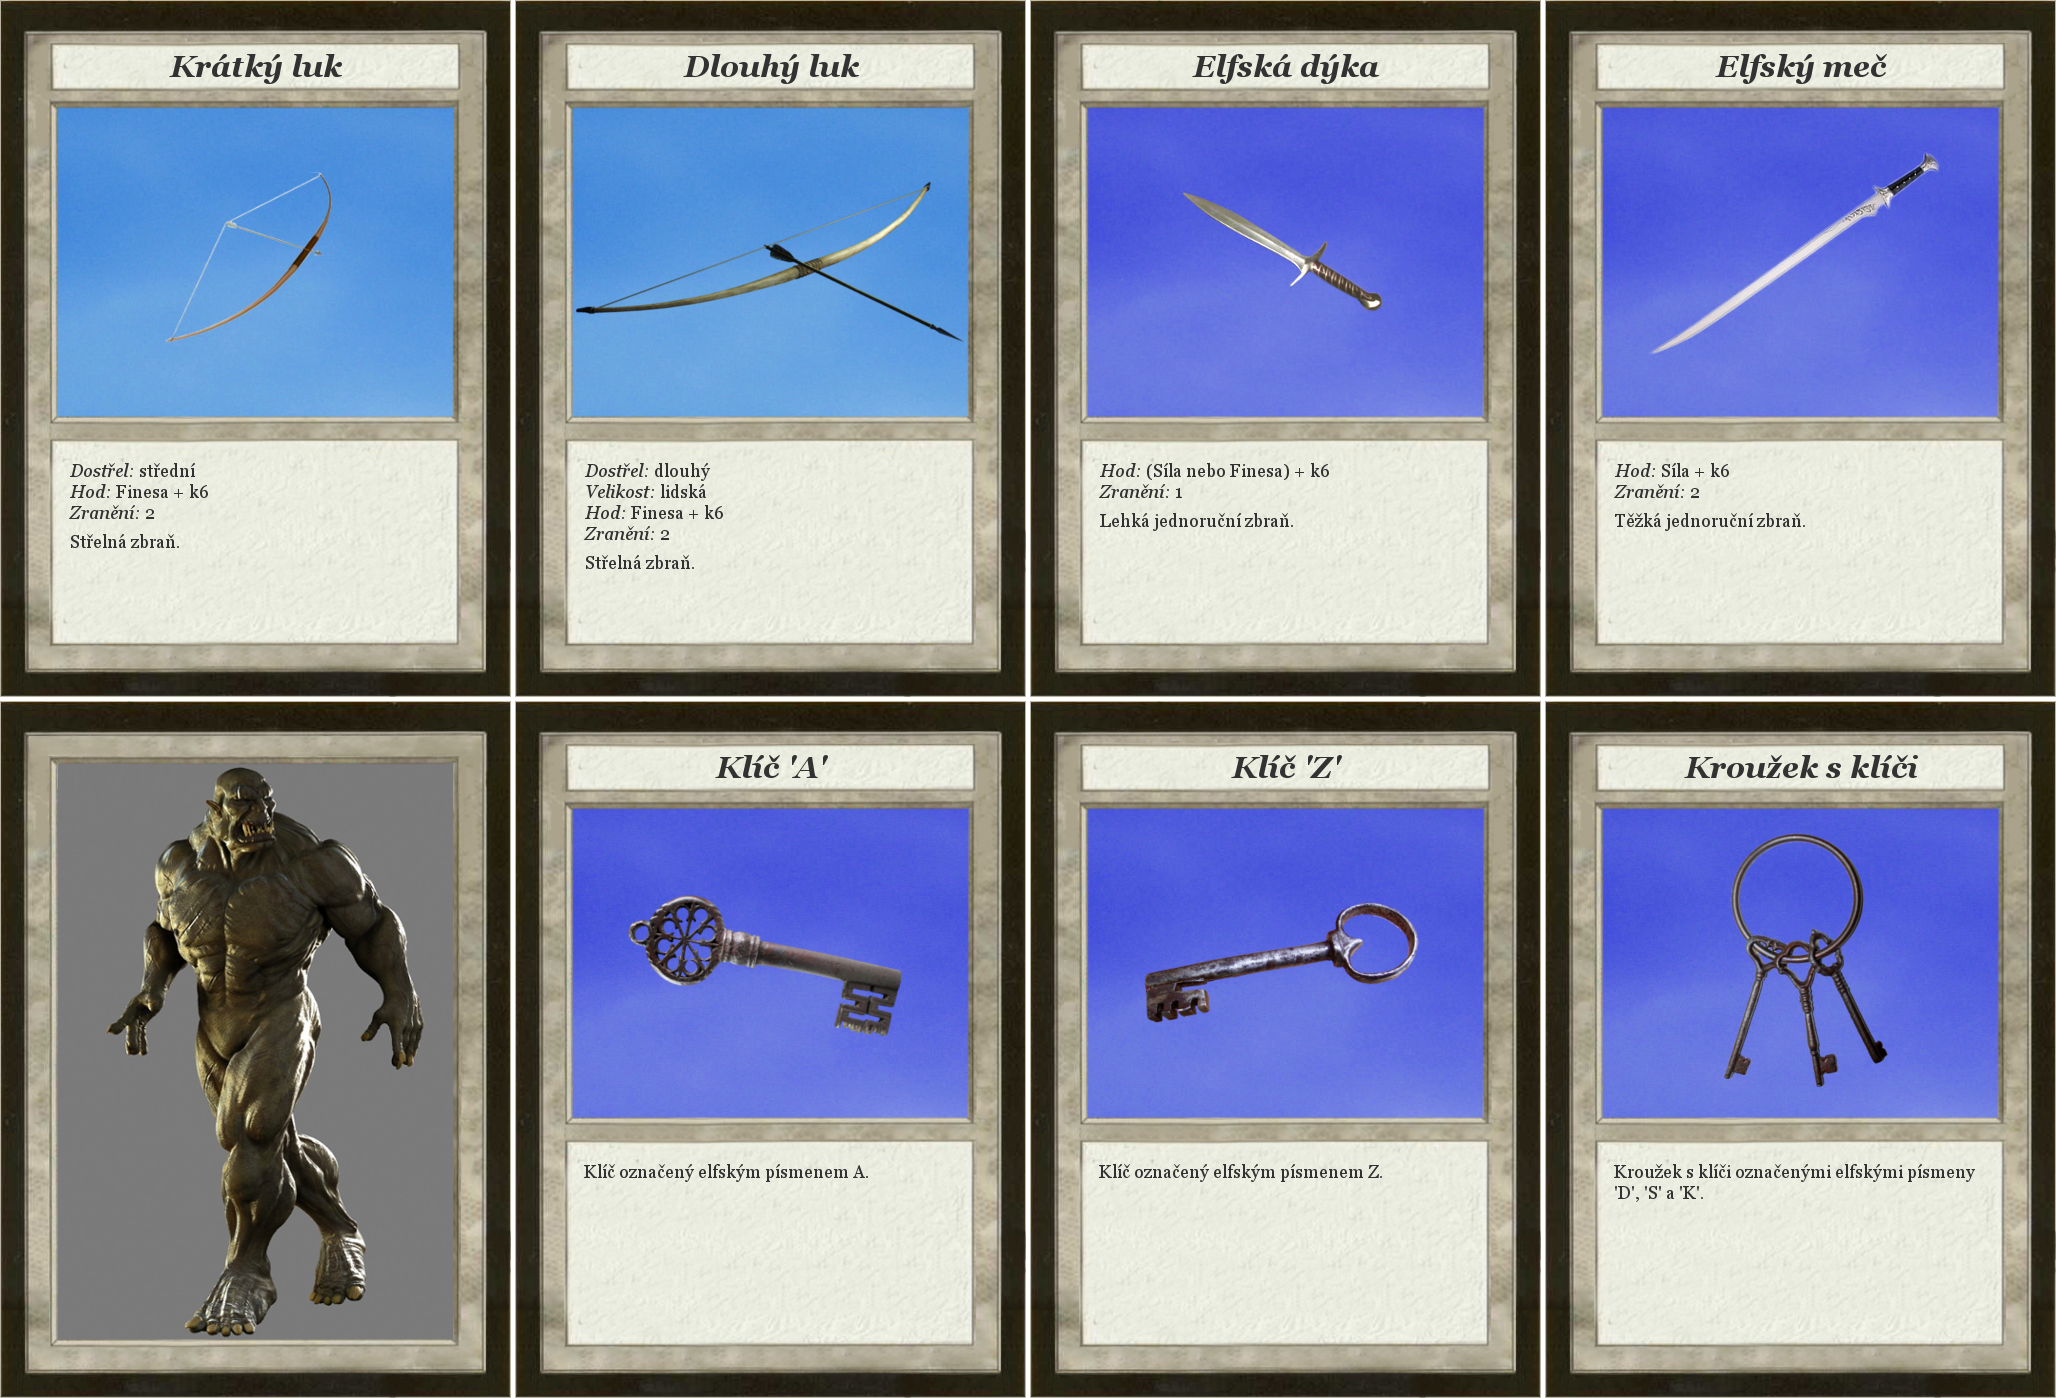 Krátký luk
Dostřel: střední
Hod: Finesa + k6
Zranění: 2
Střelná zbraň.
Dlouhý luk
Dostřel: dlouhý
Velikost: lidská
Hod: Finesa + k6
Zranění: 2
Střelná zbraň.
Elfská dýka
Hod: (Síla nebo Finesa) + k6
Zranění: 1
Lehká jednoruční zbraň.
Elfský meč
Hod: Síla + k6
Zranění: 2
Těžká jednoruční zbraň.
Klíč 'A'
Klíč označený elfským písmenem A.
Klíč 'Z'
Klíč označený elfským písmenem Z.
Kroužek s klíči
Kroužek s klíči označenými elfskými písmeny
'D', 'S' a 'K'.